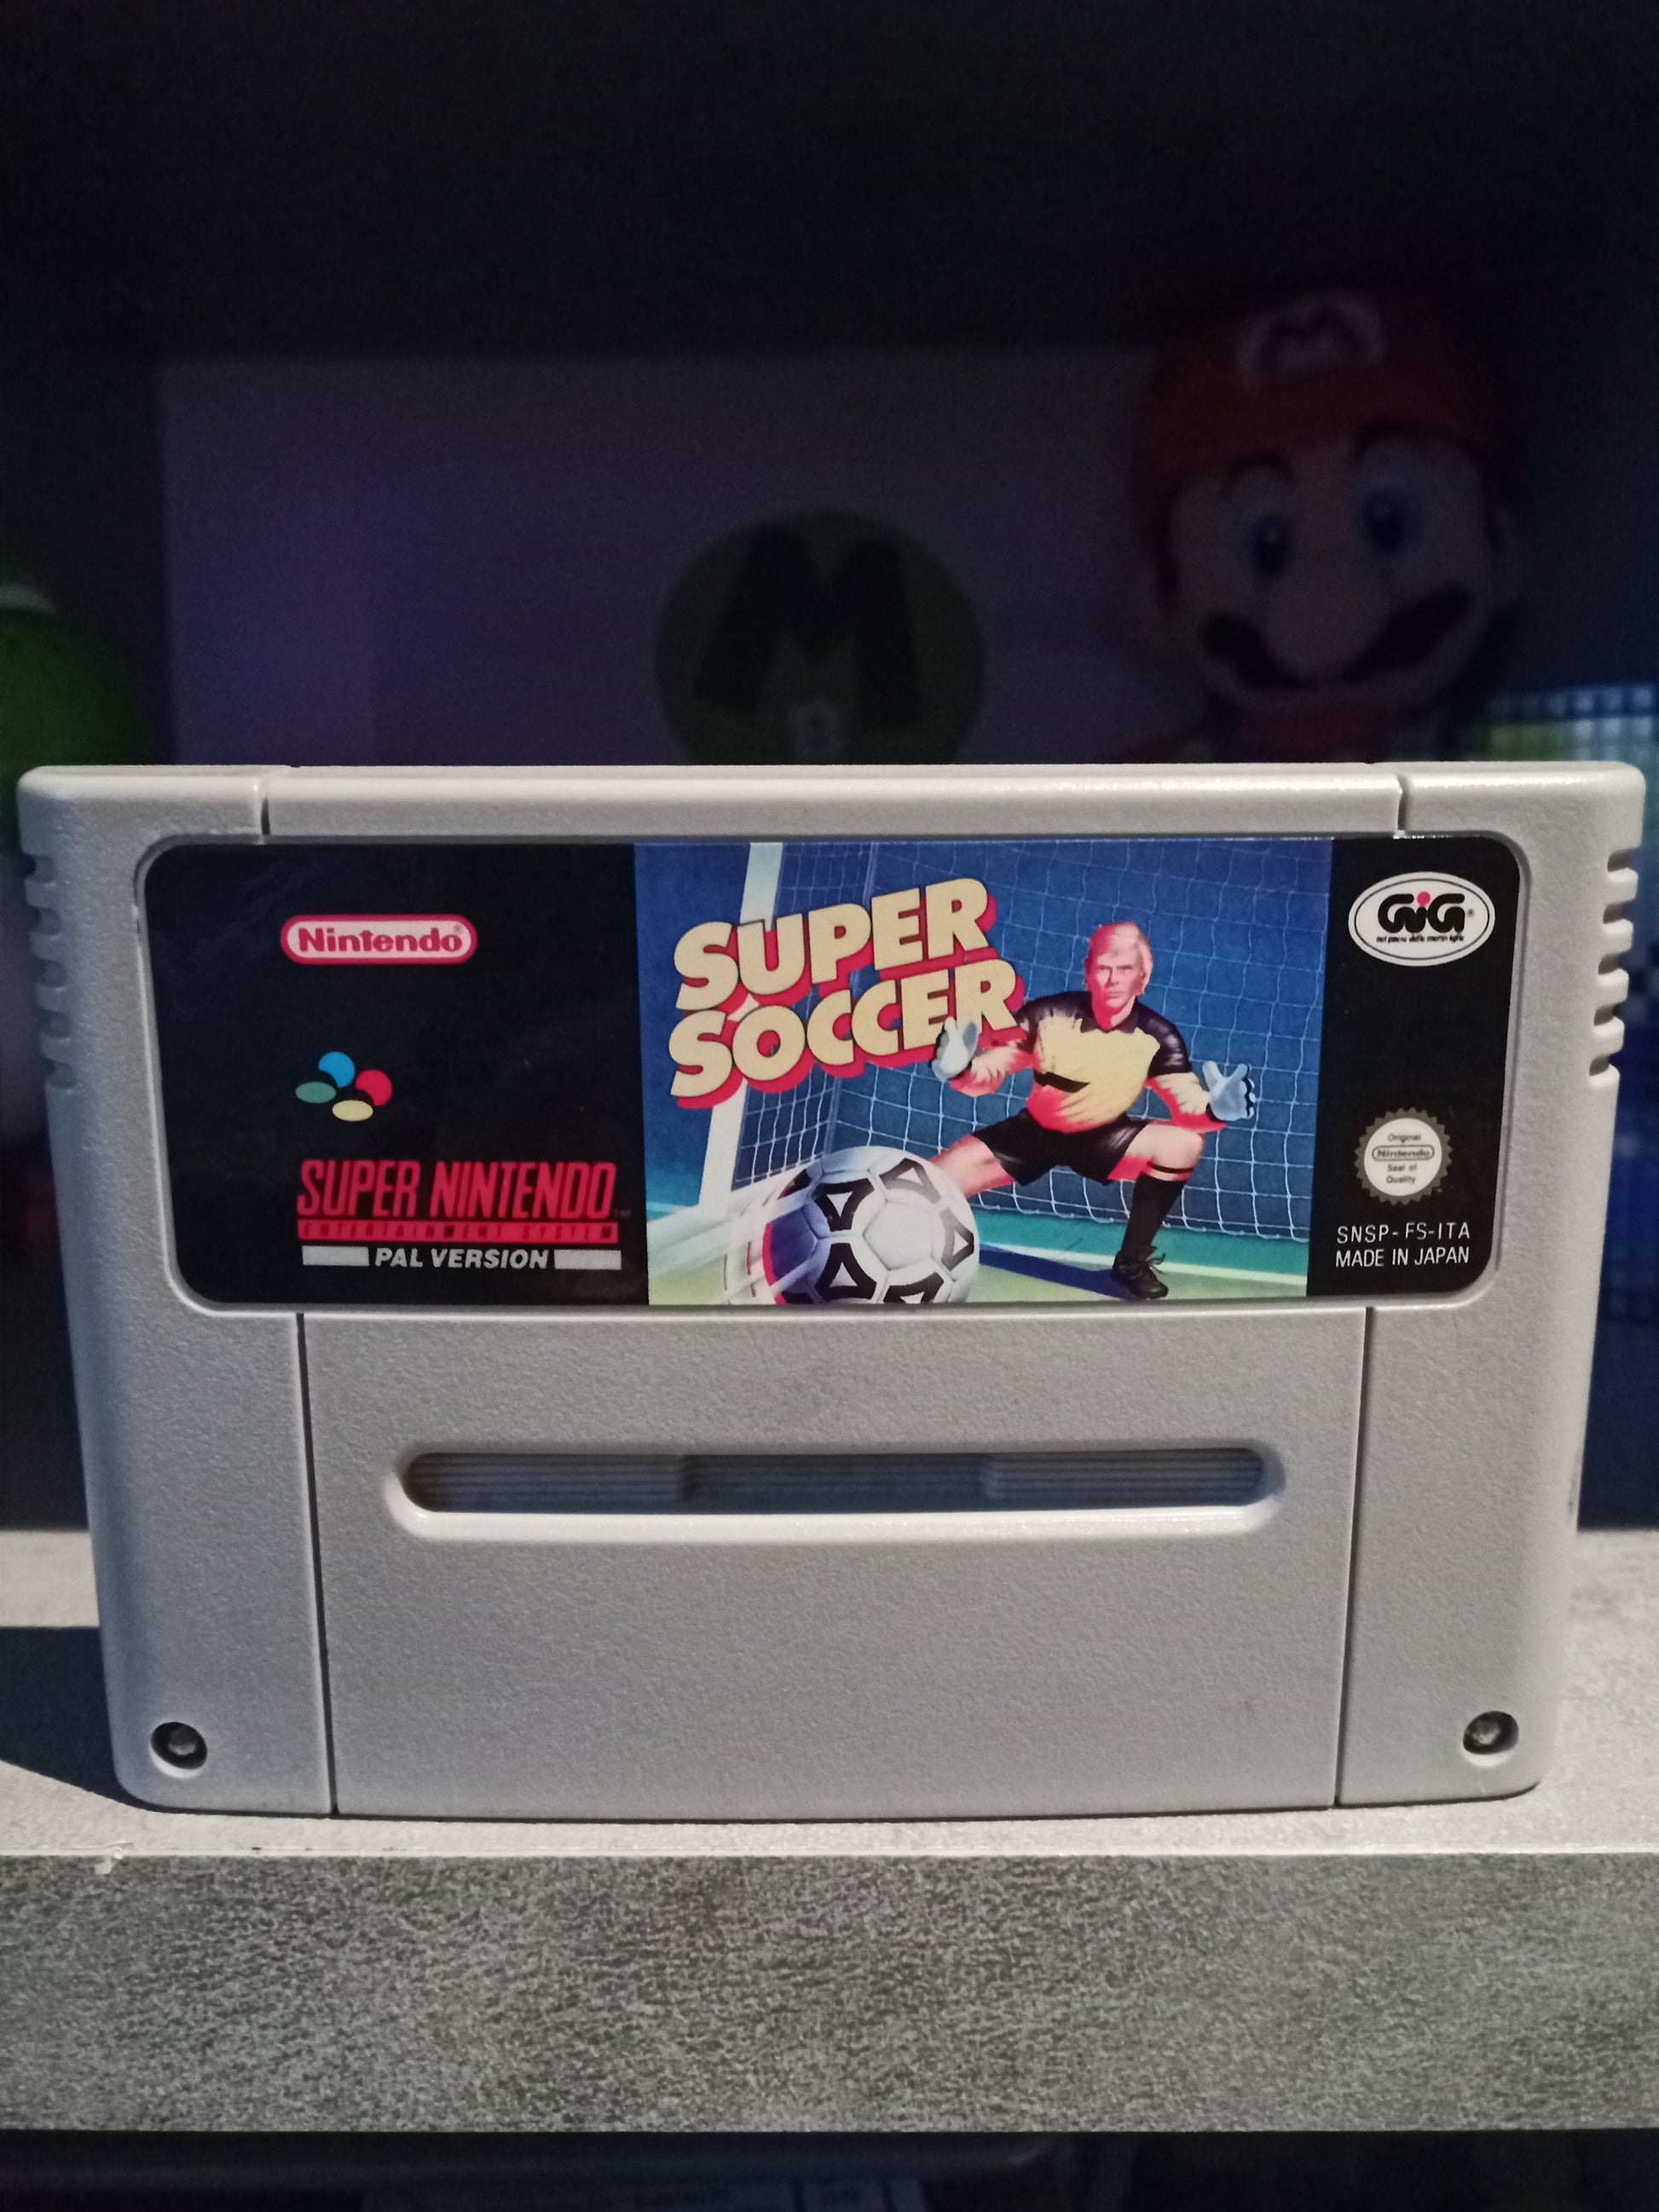 M
M
Nintendo®
SUPER
SOCCER
GiG®
SUPER NINTENDO™
ENTERTAINMENT SYSTEM
PAL VERSION
Original
Nintendo
Seal of
Quality
SNSP-FS-ITA
MADE IN JAPAN